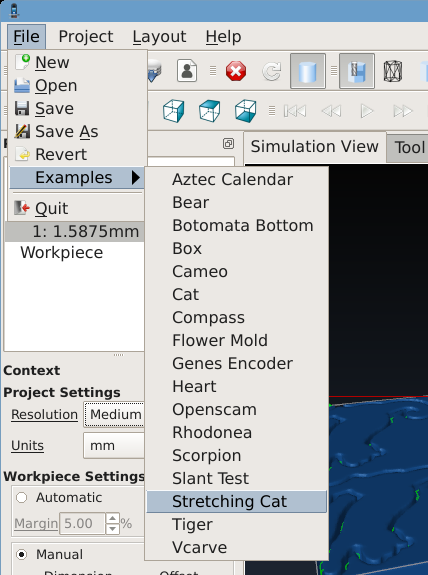 File Project Layout Help
New
Open
Save
Save As
Revert
Examples
Quit
1: 1.5875mm
Workpiece
Simulation View Tool
Aztec Calendar
Bear
Botomata Bottom
Box
Cameo
Cat
Compass
Flower Mold
Genes Encoder
Heart
Openscam
Rhodonea
Scorpion
Slant Test
Stretching Cat
Tiger
Vcarve
Context
Project Settings
Resolution Medium
Units mm
Workpiece Settings
Automatic
Margin 5.00 %
Manual
Dimension Offset